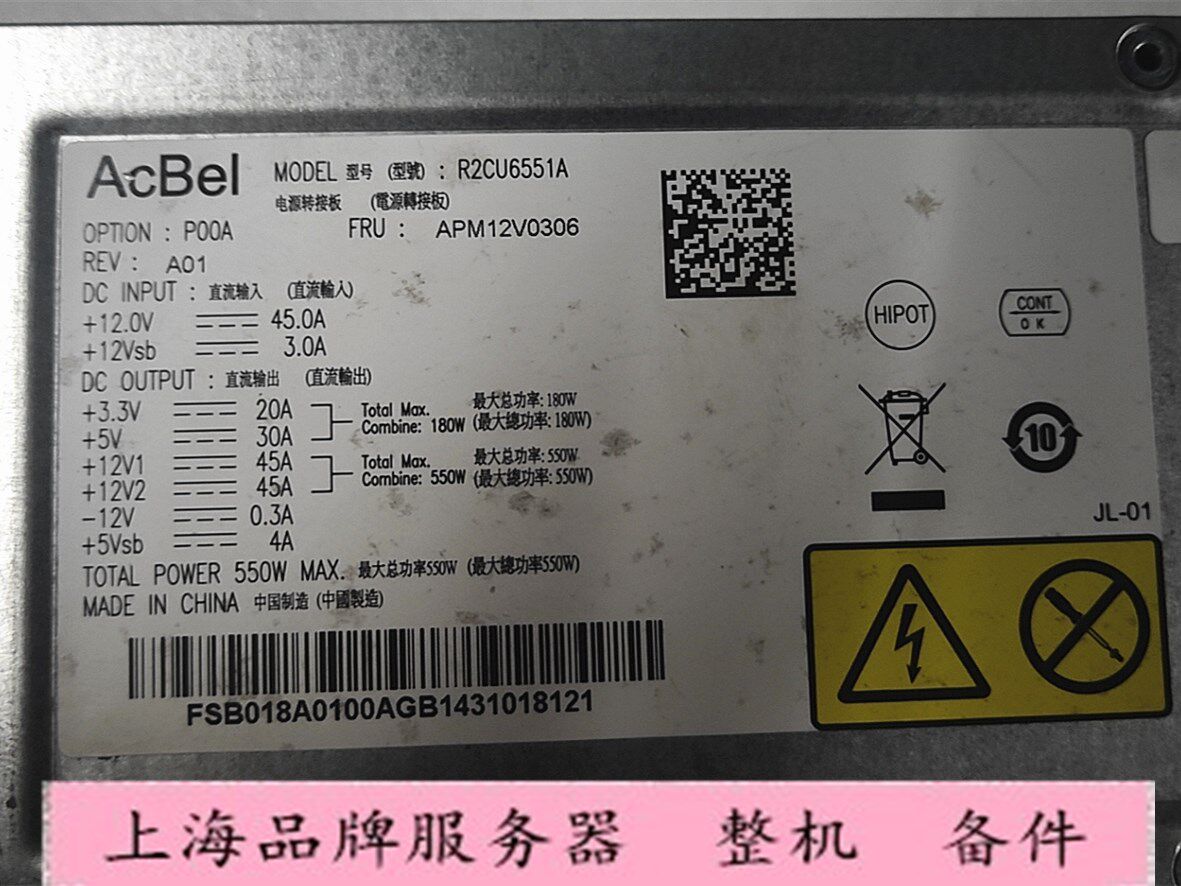 AcBel
MODEL 型号 (型號) : R2CU6551A
电源转接板 (電源轉接板)
OPTION : P00A FRU : APM12V0306
REV : A01
DC INPUT : 直流输入 (直流輸入)
+12.0V 45.0A
+12Vsb 3.0A
DC OUTPUT : 直流输出 (直流輸出)
+3.3V 20A
+5V 30A
Total Max. 最大总功率: 180W
Combine: 180W (最大總功率: 180W)
+12V1 45A
+12V2 45A
Total Max. 最大总功率: 550W
Combine: 550W (最大總功率: 550W)
-12V 0.3A
+5Vsb 4A
TOTAL POWER 550W MAX. 最大总功率550W (最大總功率550W)
MADE IN CHINA 中国制造 (中國製造)
FSB018A0100AGB1431018121
HIPOT
CONT
OK
10
JL-01
上海品牌服务器 整机 备件